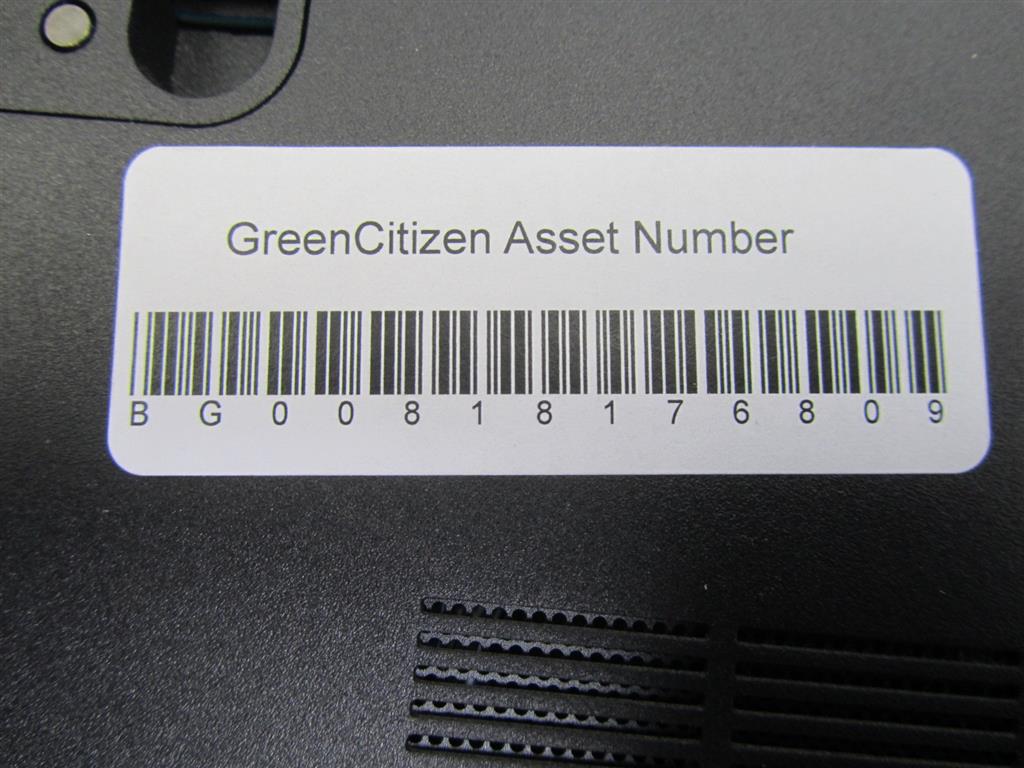 GreenCitizen Asset Number
B G 0 0 8 1 8 1 7 6 8 0 9